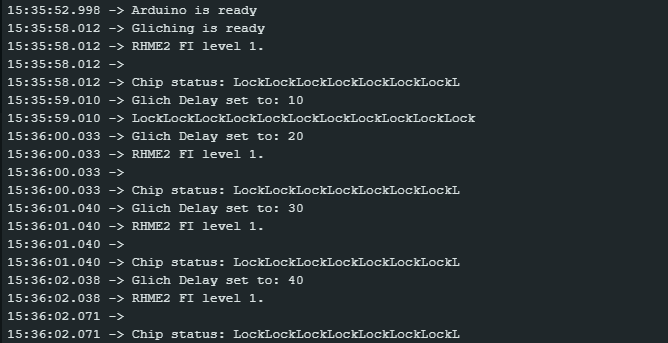 15:35:52.998 -> Arduino is ready
15:35:58.012 -> Gliching is ready
15:35:58.012 -> RHME2 FI level 1.
15:35:58.012 ->
15:35:58.012 -> Chip status: LockLockLockLockLockLockLockL
15:35:59.010 -> Glich Delay set to: 10
15:35:59.010 -> LockLockLockLockLockLockLockLockLockLockLock
15:36:00.033 -> Glich Delay set to: 20
15:36:00.033 -> RHME2 FI level 1.
15:36:00.033 ->
15:36:00.033 -> Chip status: LockLockLockLockLockLockLockL
15:36:01.040 -> Glich Delay set to: 30
15:36:01.040 -> RHME2 FI level 1.
15:36:01.040 ->
15:36:01.040 -> Chip status: LockLockLockLockLockLockLockL
15:36:02.038 -> Glich Delay set to: 40
15:36:02.038 -> RHME2 FI level 1.
15:36:02.071 ->
15:36:02.071 -> Chip status: LockLockLockLockLockLockLockL